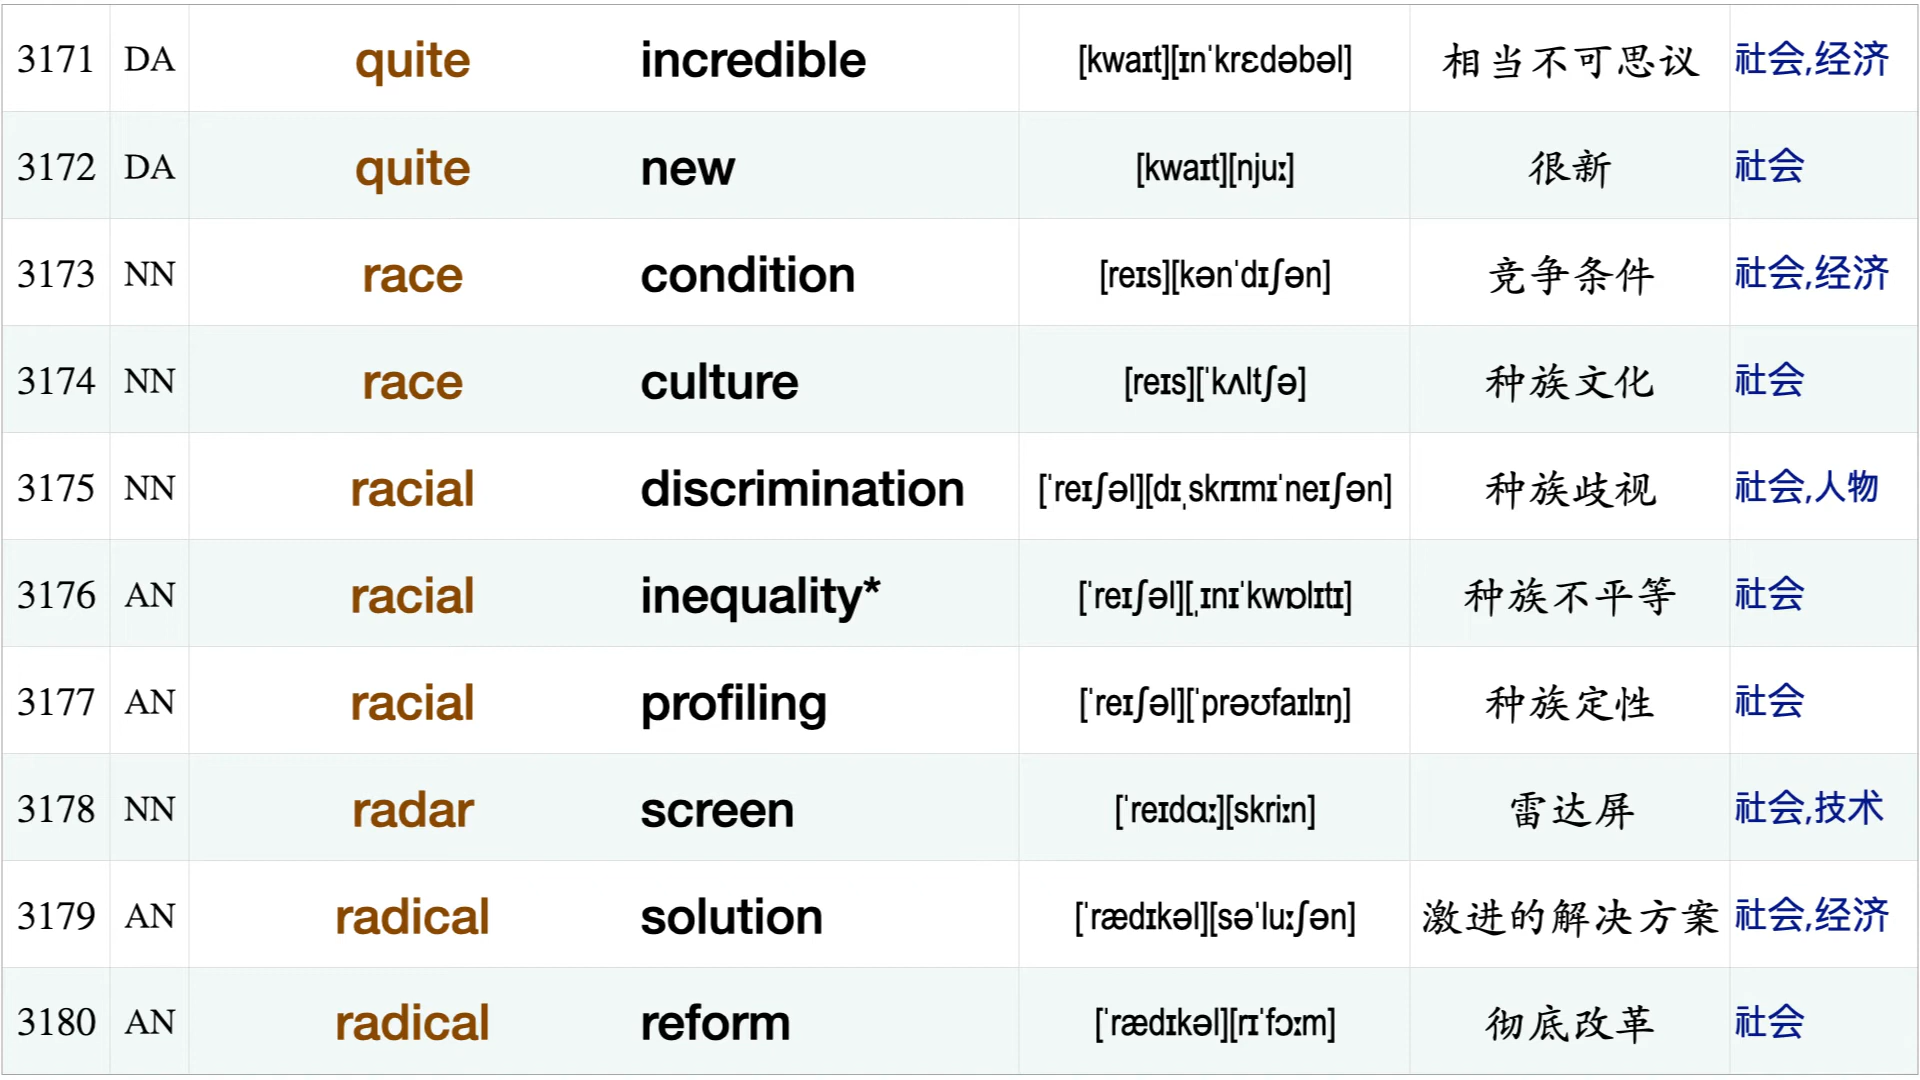 3171 DA quite incredible [kwaɪt][ɪnˈkrɛdəbəl] 相当不可思议 社会,经济
3172 DA quite new [kwaɪt][njuː] 很新 社会
3173 NN race condition [reɪs][kənˈdɪʃən] 竞争条件 社会,经济
3174 NN race culture [reɪs][ˈkʌltʃə] 种族文化 社会
3175 NN racial discrimination [ˈreɪʃəl][dɪˌskrɪmɪˈneɪʃən] 种族歧视 社会,人物
3176 AN racial inequality* [ˈreɪʃəl][ˌɪnɪˈkwɒlɪtɪ] 种族不平等 社会
3177 AN racial profiling [ˈreɪʃəl][ˈprəʊfaɪlɪŋ] 种族定性 社会
3178 NN radar screen [ˈreɪdɑː][skriːn] 雷达屏 社会,技术
3179 AN radical solution [ˈrædɪkəl][səˈluːʃən] 激进的解决方案 社会,经济
3180 AN radical reform [ˈrædɪkəl][rɪˈfɔːm] 彻底改革 社会